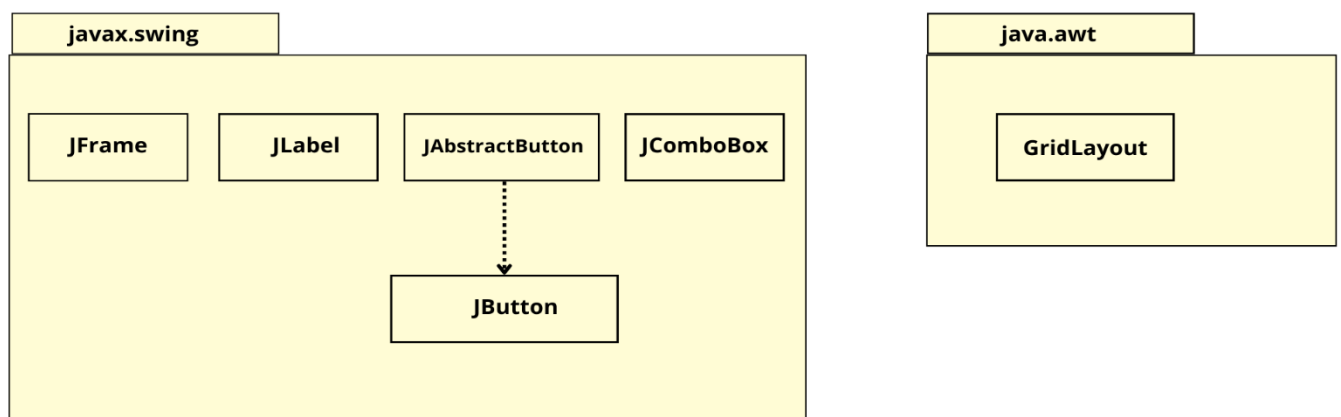 javax.swing
java.awt
JFrame
JLabel
JAbstractButton
JComboBox
GridLayout
JButton